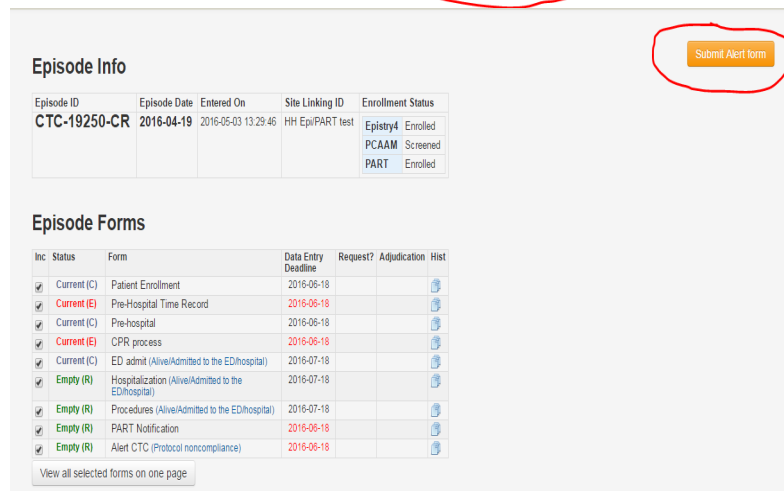 Submit Alert form
Episode Info
Episode ID Episode Date Entered On Site Linking ID Enrollment Status
CTC-19250-CR 2016-04-19 2016-05-03 13:29:46 HH Epi/PART test Epistry4 Enrolled
PCAAM Screened
PART Enrolled
Episode Forms
Inc Status Form Data Entry Deadline Request? Adjudication Hist
Current (C) Patient Enrollment 2016-06-18
Current (E) Pre-Hospital Time Record 2016-06-18
Current (C) Pre-hospital 2016-06-18
Current (E) CPR process 2016-06-18
Current (C) ED admit (Alive/Admitted to the ED/hospital) 2016-07-18
Empty (R) Hospitalization (Alive/Admitted to the ED/hospital) 2016-07-18
Empty (R) Procedures (Alive/Admitted to the ED/hospital) 2016-07-18
Empty (R) PART Notification 2016-06-18
Empty (R) Alert CTC (Protocol noncompliance) 2016-06-18
View all selected forms on one page